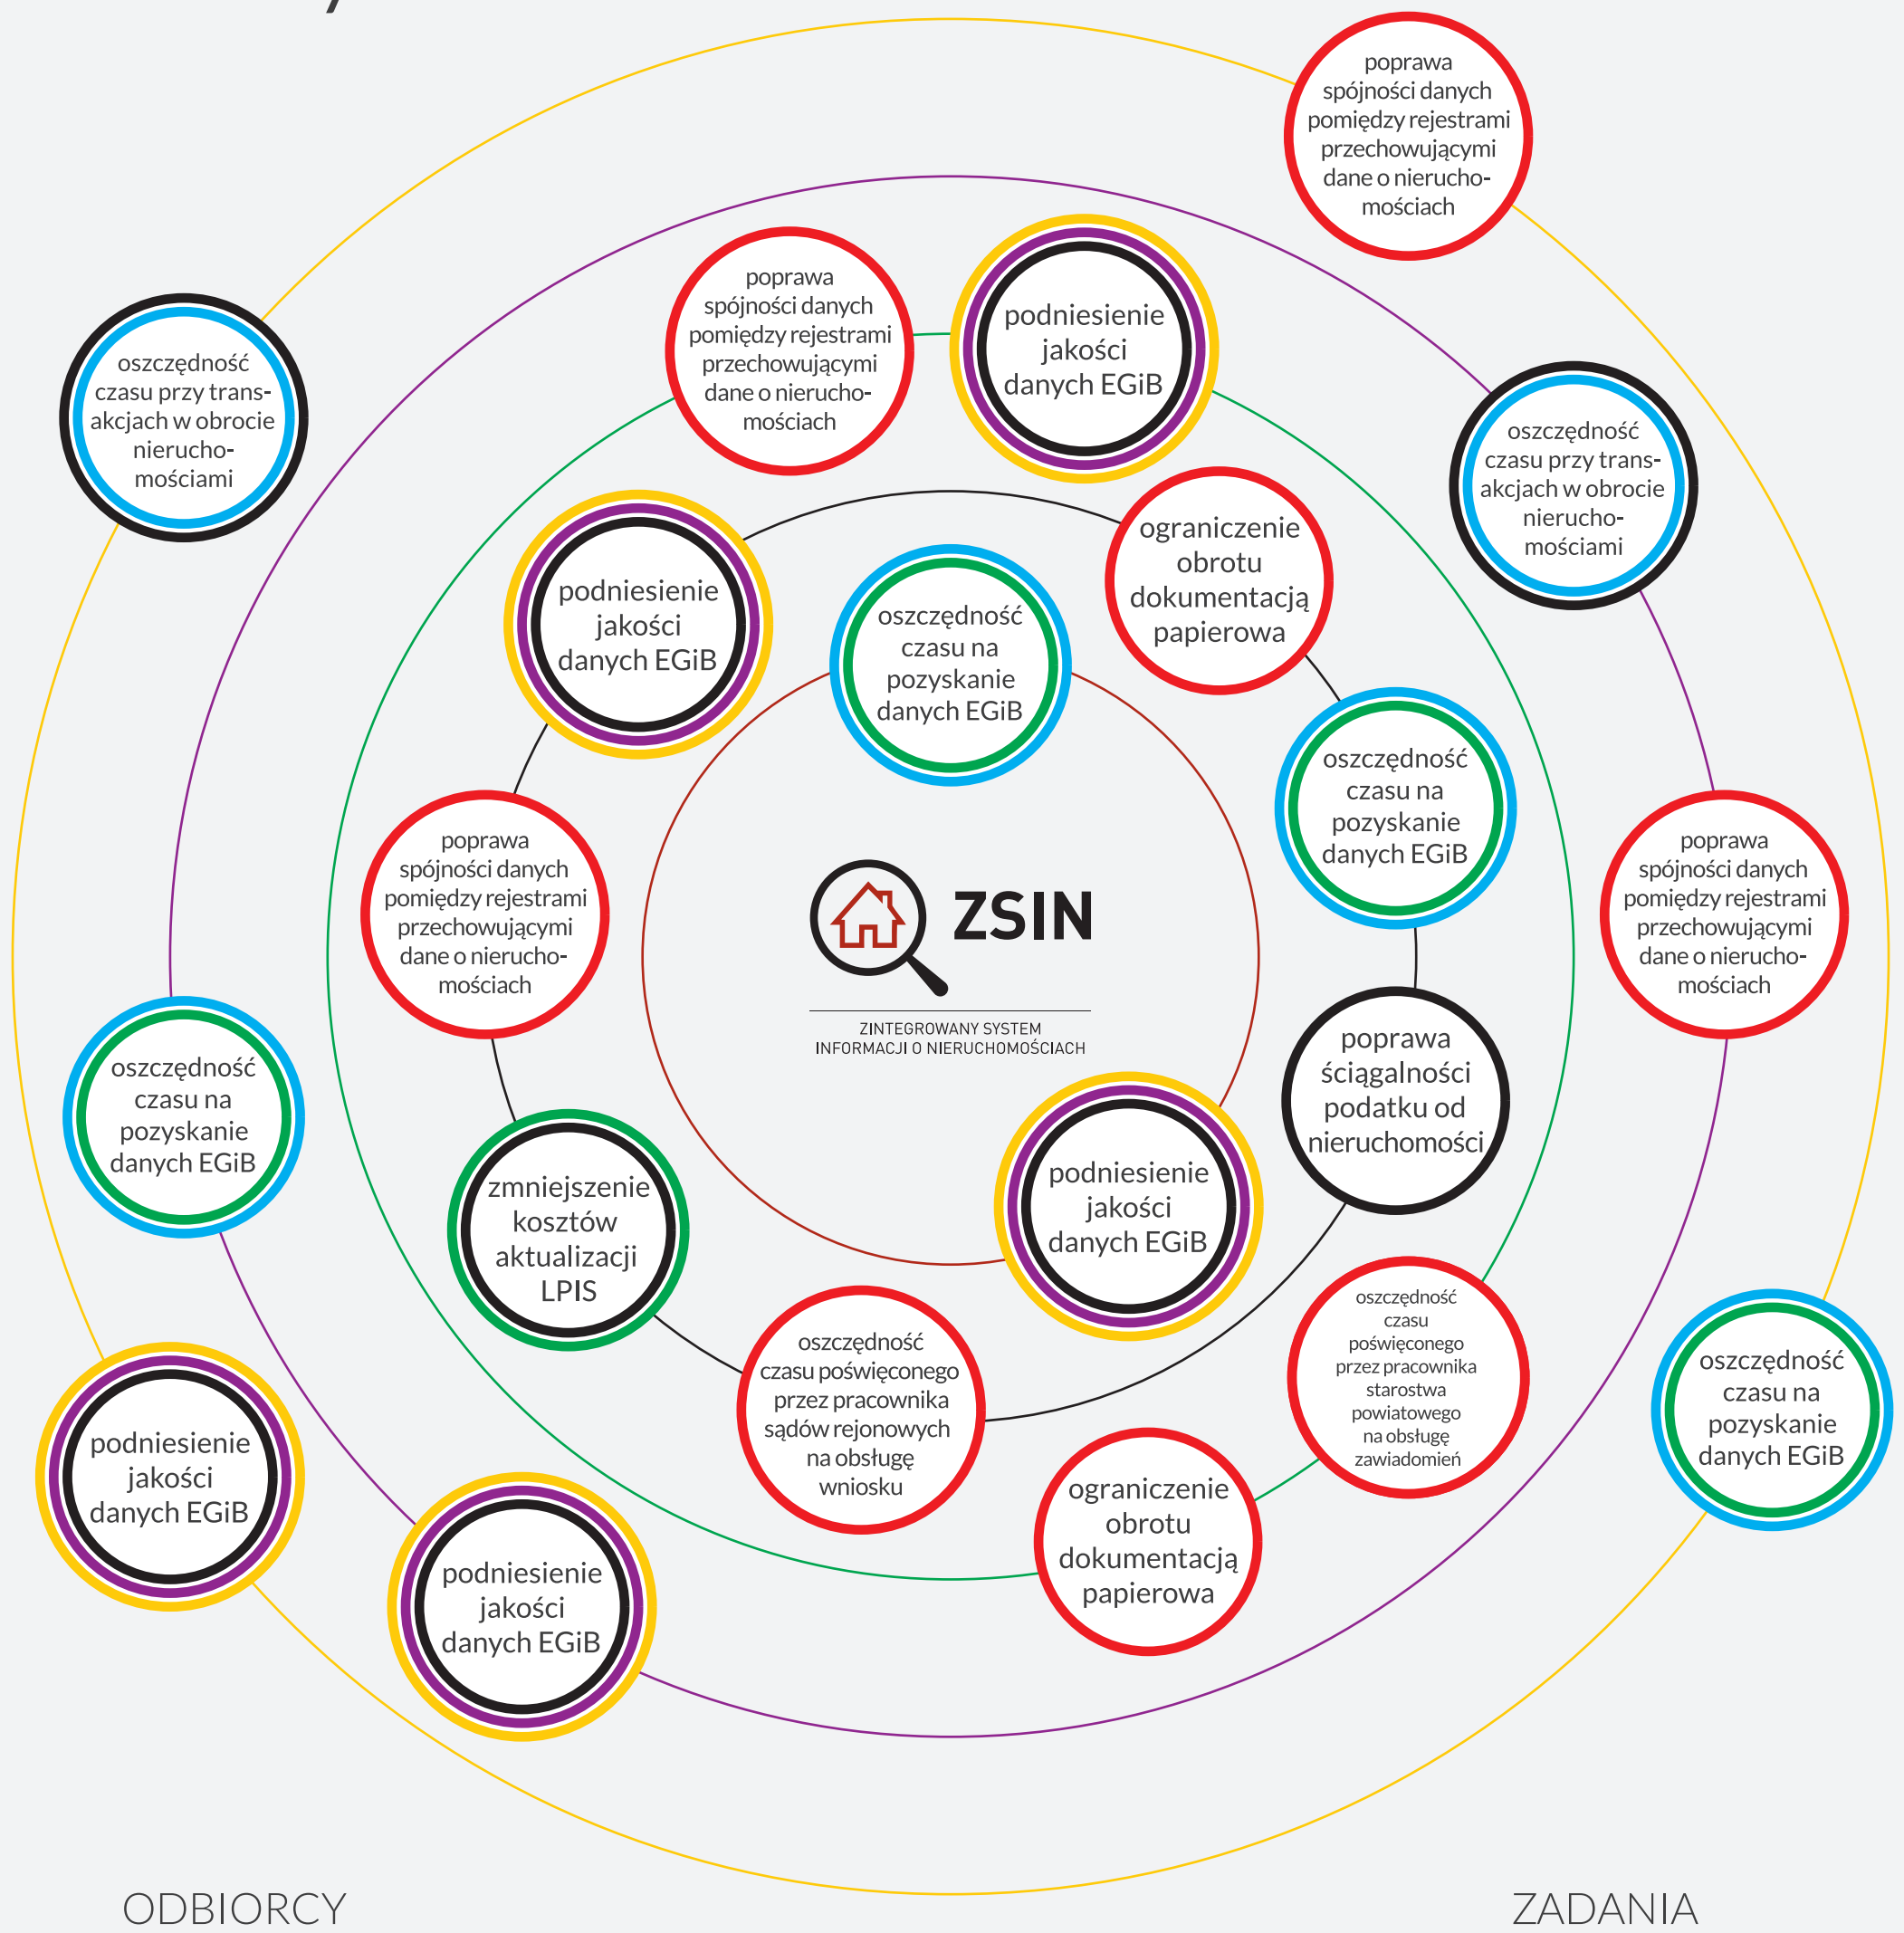 poprawa
spójności danych
pomiędzy rejestrami
przechowującymi
dane o nierucho-
mościach
poprawa
spójności danych
pomiędzy rejestrami
przechowującymi
dane o nierucho-
mościach
podniesienie
jakości
danych EGiB
oszczędność
czasu przy trans-
akcjach w obrocie
nierucho-
mościami
oszczędność
czasu przy trans-
akcjach w obrocie
nierucho-
mościami
ograniczenie
obrotu
dokumentacją
papierowa
podniesienie
jakości
danych EGiB
oszczędność
czasu na
pozyskanie
danych EGiB
oszczędność
czasu na
pozyskanie
danych EGiB
poprawa
spójności danych
pomiędzy rejestrami
przechowującymi
dane o nierucho-
mościach
ZSIN
ZINTEGROWANY SYSTEM
INFORMACJI O NIERUCHOMOŚCIACH
poprawa
spójności danych
pomiędzy rejestrami
przechowującymi
dane o nierucho-
mościach
oszczędność
czasu na
pozyskanie
danych EGiB
poprawa
ściągalności
podatku od
nieruchomości
zmniejszenie
kosztów
aktualizacji
LPIS
podniesienie
jakości
danych EGiB
oszczędność
czasu poświęconego
przez pracownika
sądów rejonowych
na obsługę
wniosku
oszczędność
czasu
poświęconego
przez pracownika
starostwa
powiatowego
na obsługę
zawiadomień
oszczędność
czasu na
pozyskanie
danych EGiB
podniesienie
jakości
danych EGiB
ograniczenie
obrotu
dokumentacją
papierowa
podniesienie
jakości
danych EGiB
ODBIORCY
ZADANIA